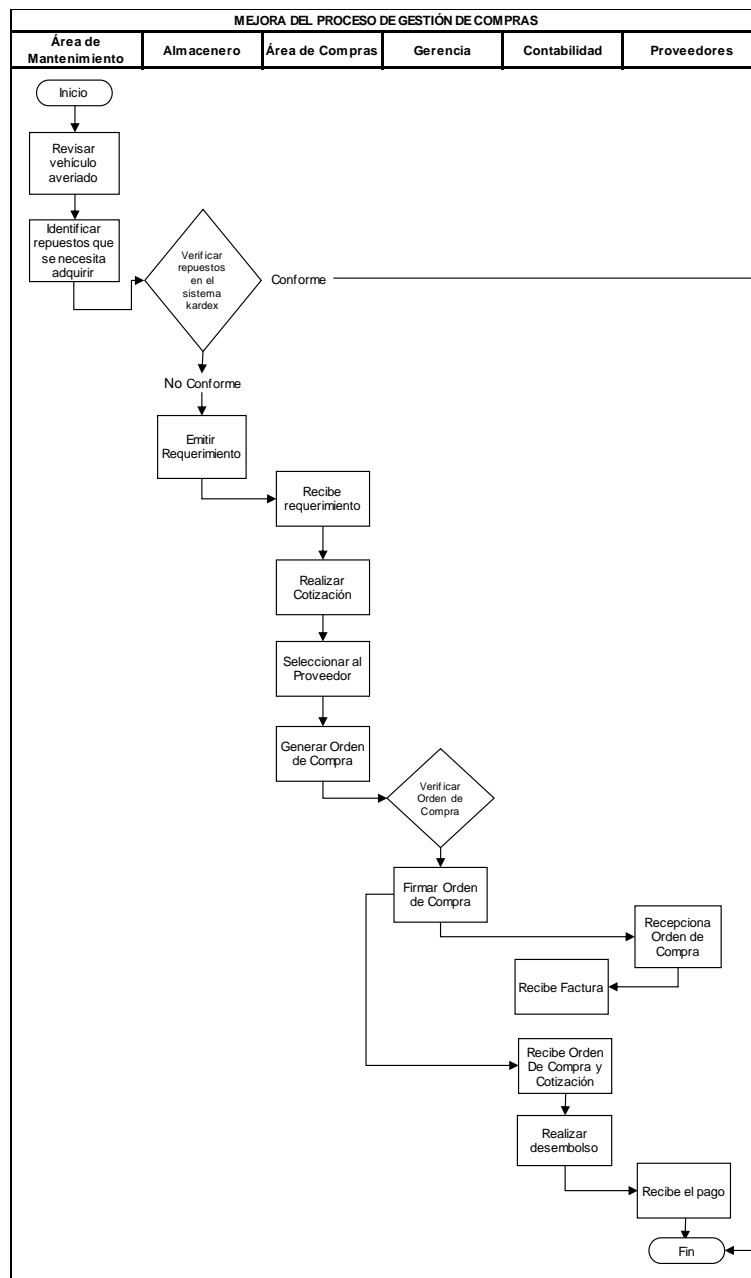 MEJORA DEL PROCESO DE GESTIÓN DE COMPRAS
Área de
Mantenimiento
Almacenero
Área de Compras
Gerencia
Contabilidad
Proveedores
Inicio
Revisar
vehículo
averiado
Identificar
repuestos que
se necesita
adquirir
Verificar
repuestos
en el
sistema
kardex
Conforme
No Conforme
Emitir
Requerimiento
Recibe
requerimiento
Realizar
Cotización
Seleccionar al
Proveedor
Generar Orden
de Compra
Verificar
Orden de
Compra
Firmar Orden
de Compra
Recepciona
Orden de
Compra
Recibe Factura
Recibe Orden
De Compra y
Cotización
Realizar
desembolso
Recibe el pago
Fin